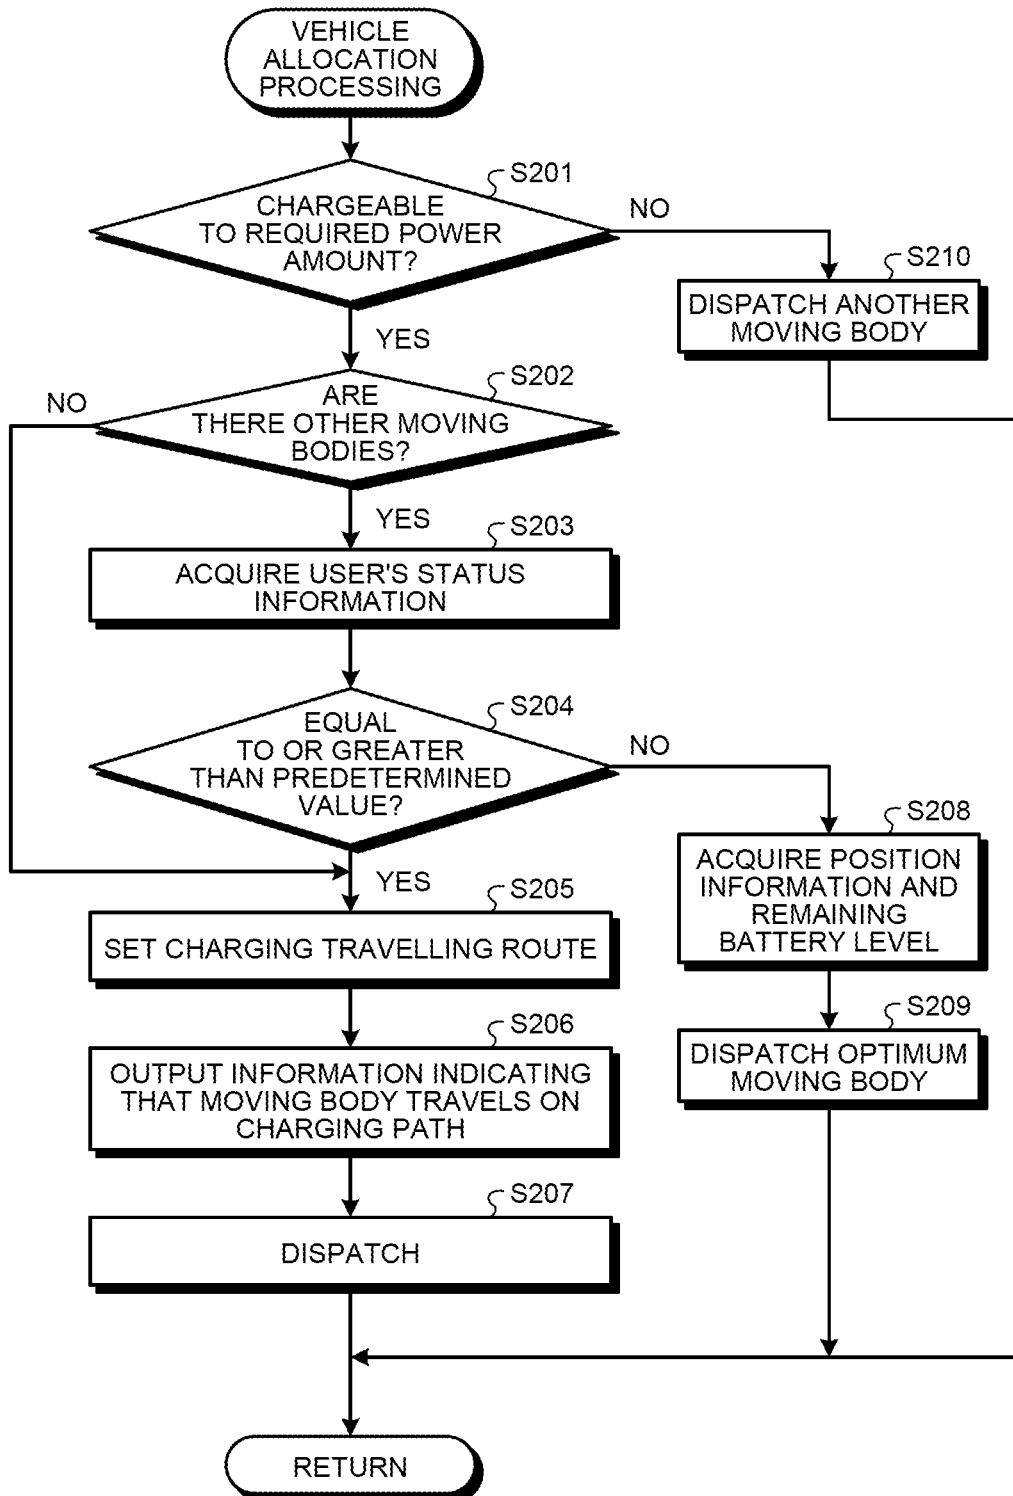 VEHICLE
ALLOCATION
PROCESSING
S201
CHARGEABLE
TO REQUIRED POWER
AMOUNT?
NO
S210
DISPATCH ANOTHER
MOVING BODY
YES
S202
NO
ARE
THERE OTHER MOVING
BODIES?
YES
S203
ACQUIRE USER'S STATUS
INFORMATION
S204
EQUAL
TO OR GREATER
THAN PREDETERMINED
VALUE?
NO
S208
ACQUIRE POSITION
INFORMATION AND
REMAINING
BATTERY LEVEL
YES
S205
SET CHARGING TRAVELLING ROUTE
S209
DISPATCH OPTIMUM
MOVING BODY
S206
OUTPUT INFORMATION INDICATING
THAT MOVING BODY TRAVELS ON
CHARGING PATH
S207
DISPATCH
RETURN